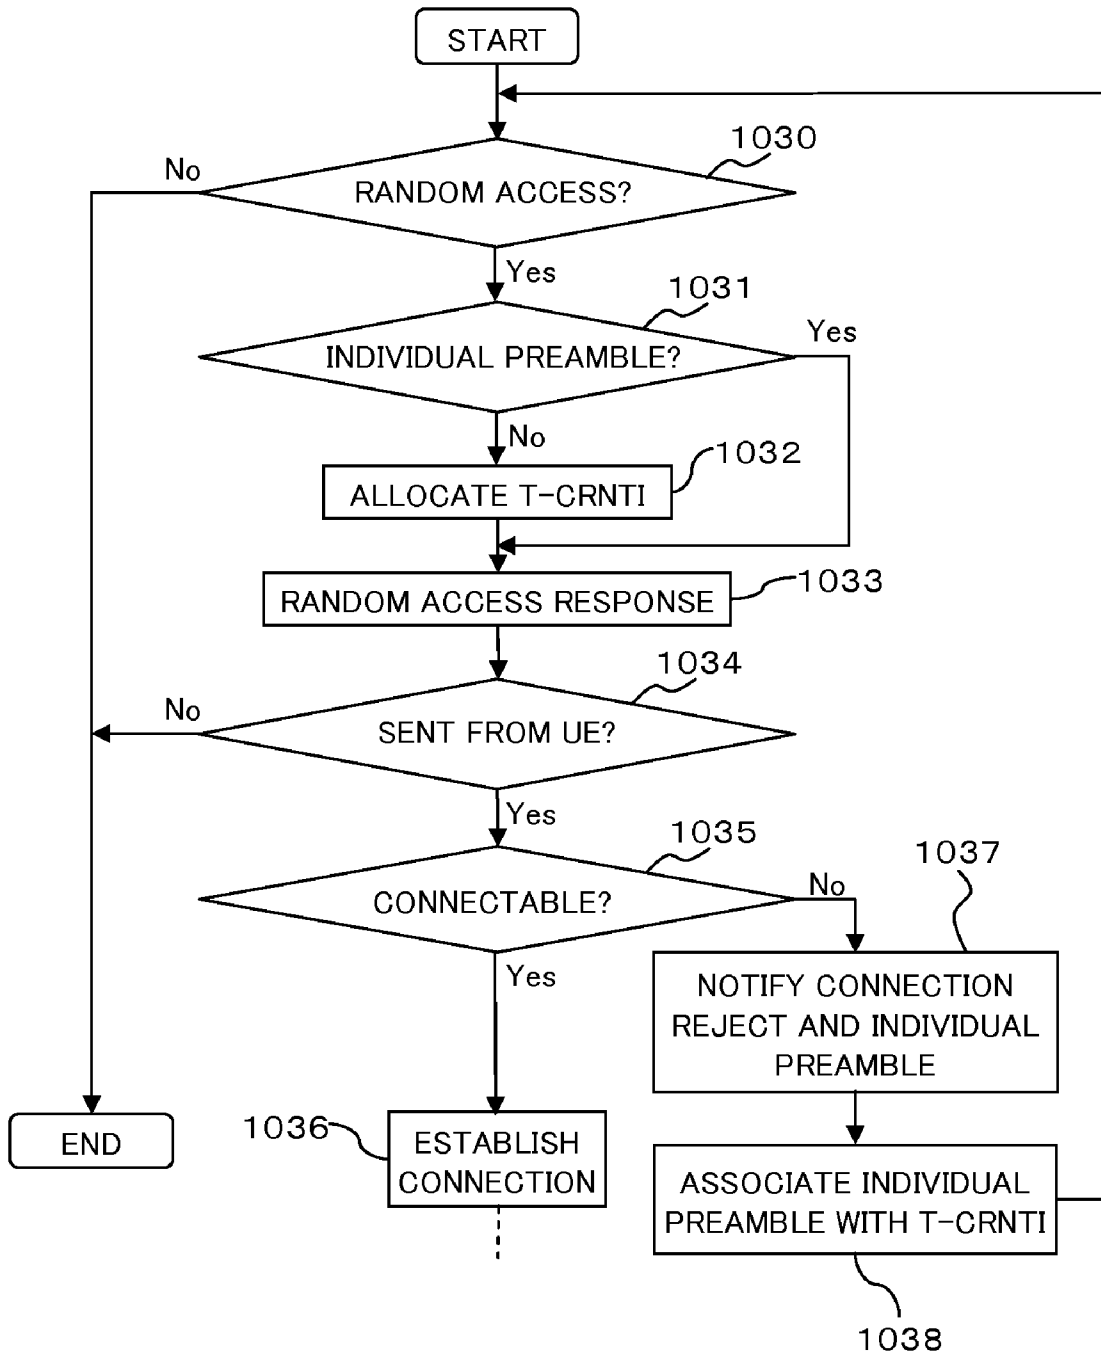 START
1030
No
RANDOM ACCESS?
Yes
1031
Yes
INDIVIDUAL PREAMBLE?
No
1032
ALLOCATE T-CRNTI
1033
RANDOM ACCESS RESPONSE
1034
No
SENT FROM UE?
Yes
1035
1037
No
CONNECTABLE?
Yes
NOTIFY CONNECTION
REJECT AND INDIVIDUAL
PREAMBLE
1036
END
ESTABLISH
CONNECTION
ASSOCIATE INDIVIDUAL
PREAMBLE WITH T-CRNTI
1038